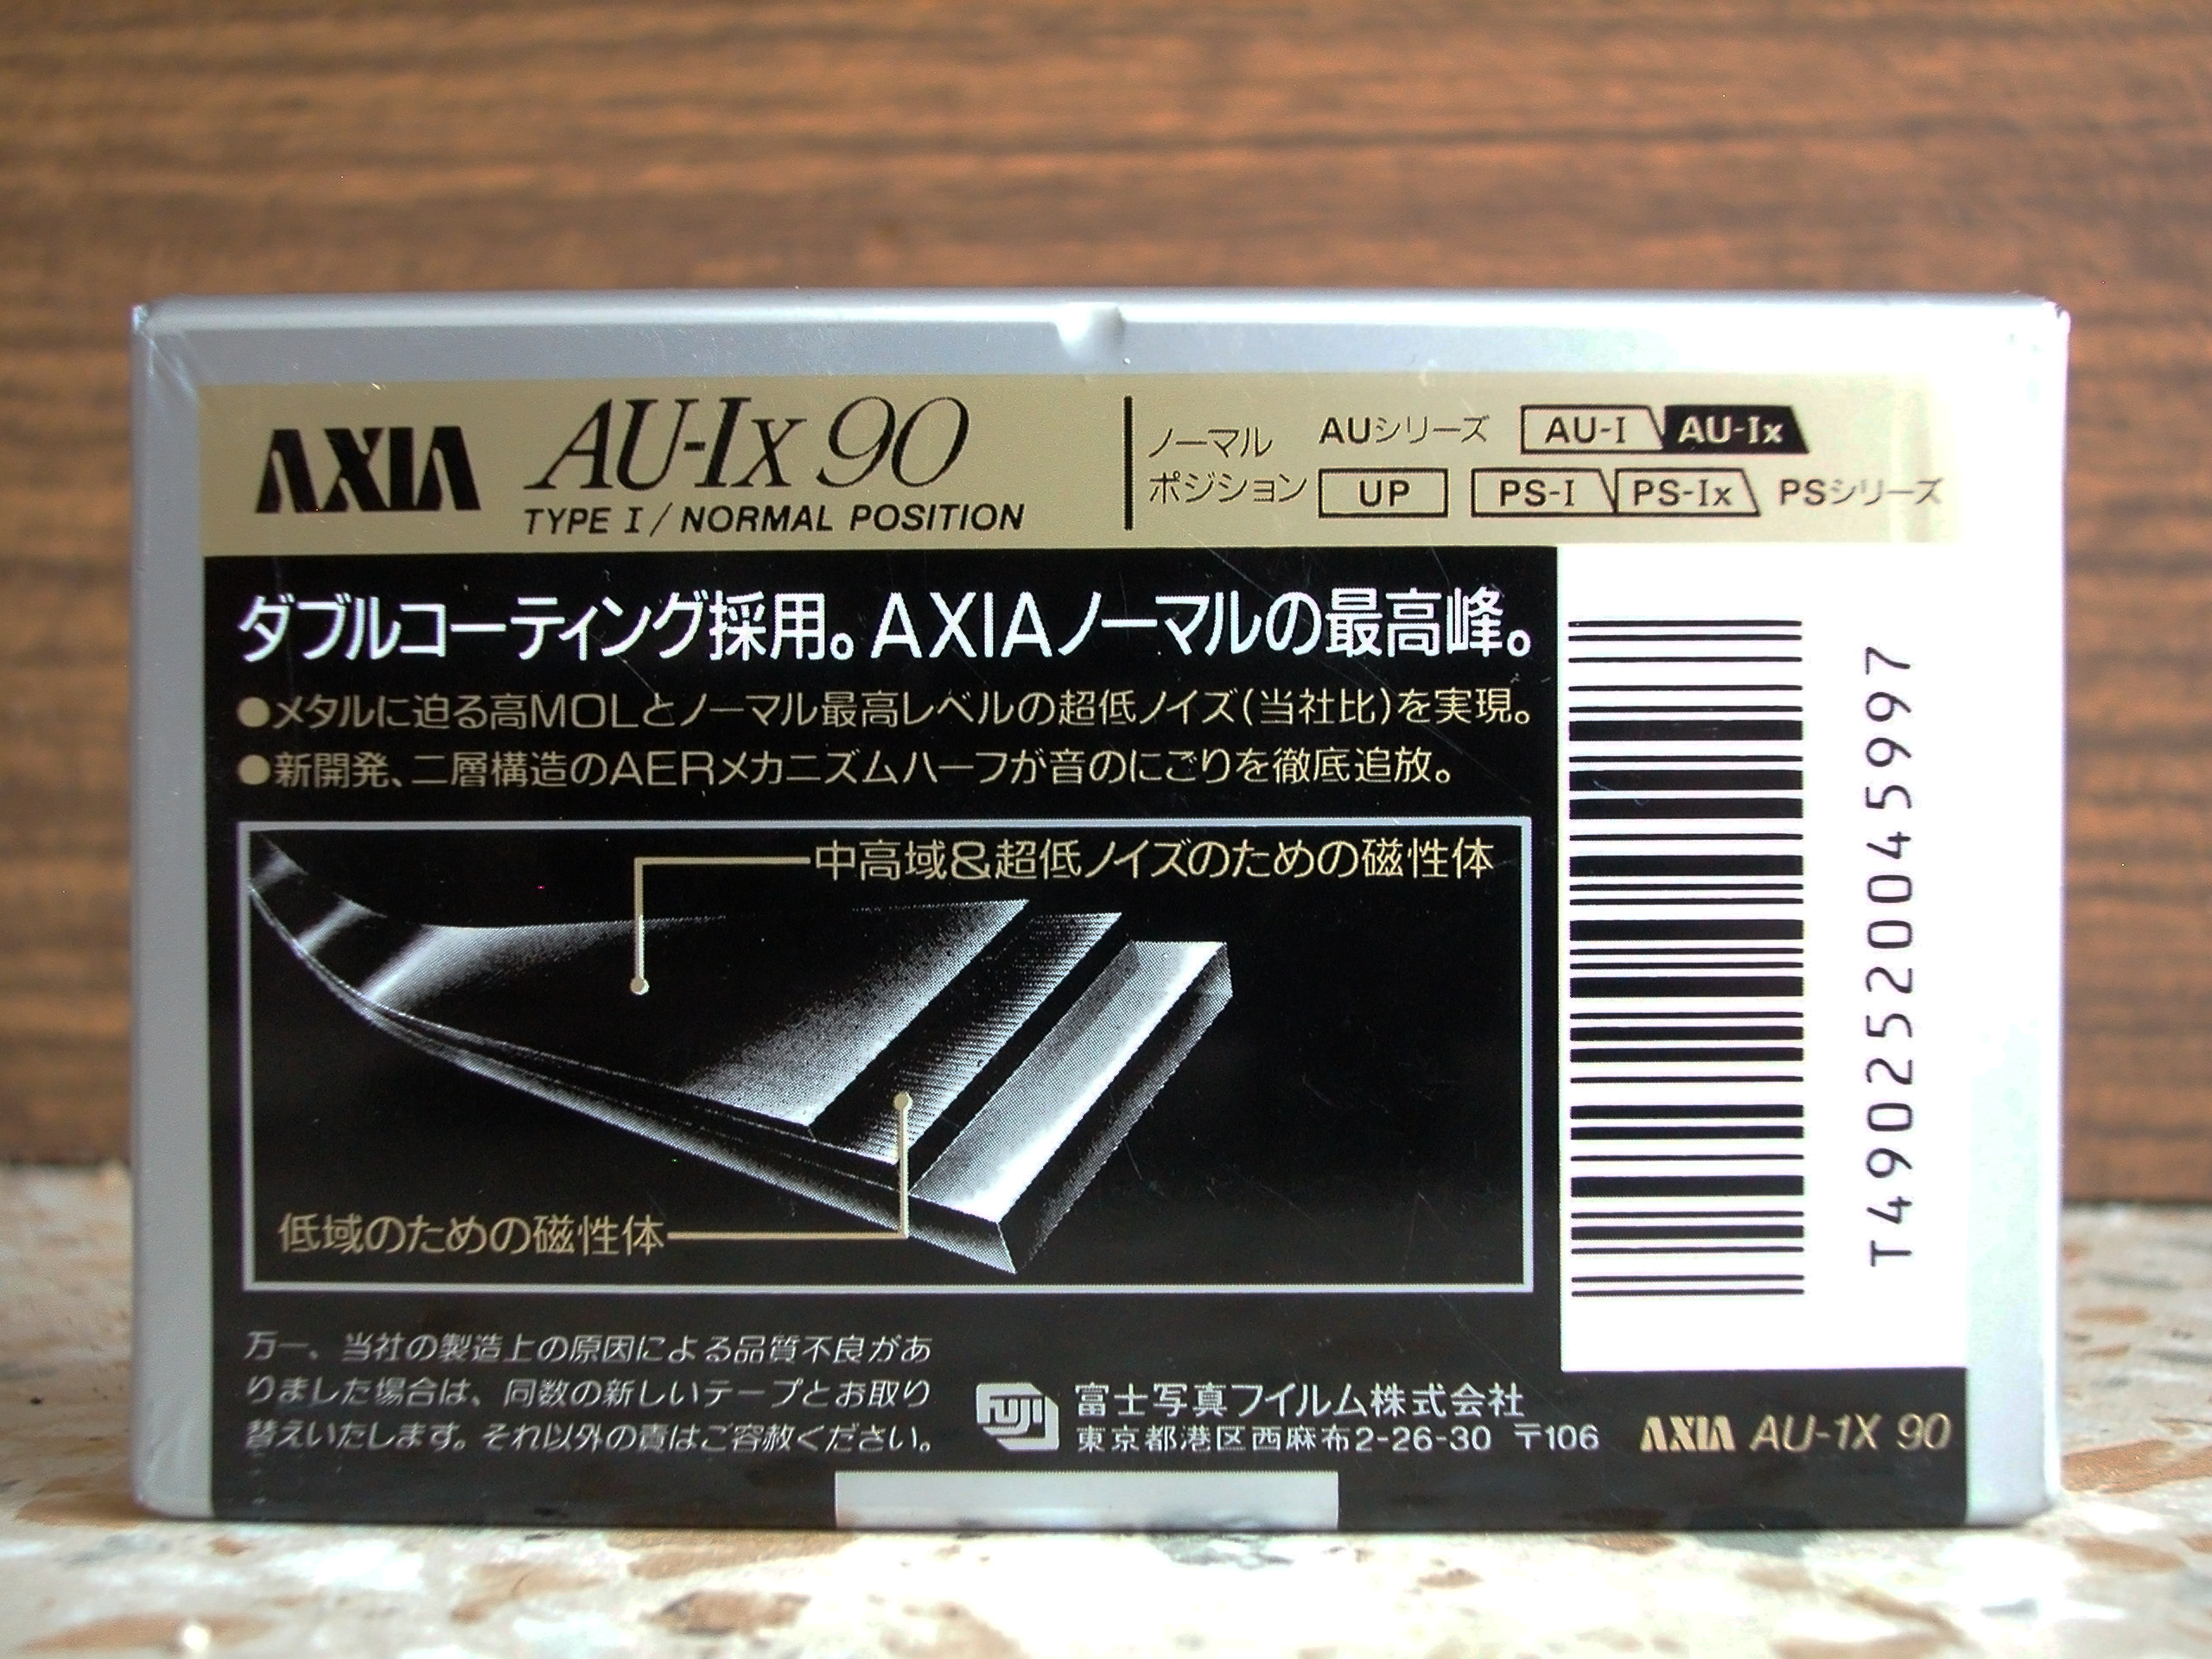 AXIA AU-Ix 90
TYPE I / NORMAL POSITION
ノーマル
ポジション
AUシリーズ AU-I AU-Ix
UP PS-I PS-Ix PSシリーズ
ダブルコーティング採用。AXIAノーマルの最高峰。
●メタルに迫る高MOLとノーマル最高レベルの超低ノイズ(当社比)を実現。
●新開発、二層構造のAERメカニズムハーフが音のにごりを徹底追放。
中高域&超低ノイズのための磁性体
低域のための磁性体
T4902520045997
万一、当社の製造上の原因による品質不良があ
りました場合は、同数の新しいテープとお取り
替えいたします。それ以外の責はご容赦ください。
FUJI 富士写真フイルム株式会社
東京都港区西麻布2-26-30 〒106
AXIA AU-1X 90